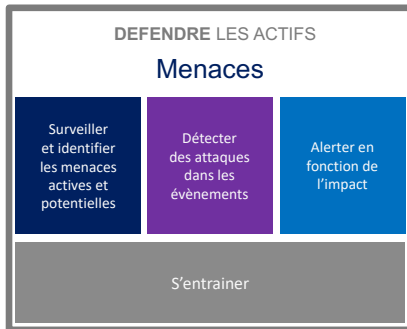 DEFENDRE LES ACTIFS
Menaces
Surveiller
et identifier
les menaces
actives et
potentielles
Détecter
des attaques
dans les
évènements
Alerter en
fonction de
l'impact
S'entrainer